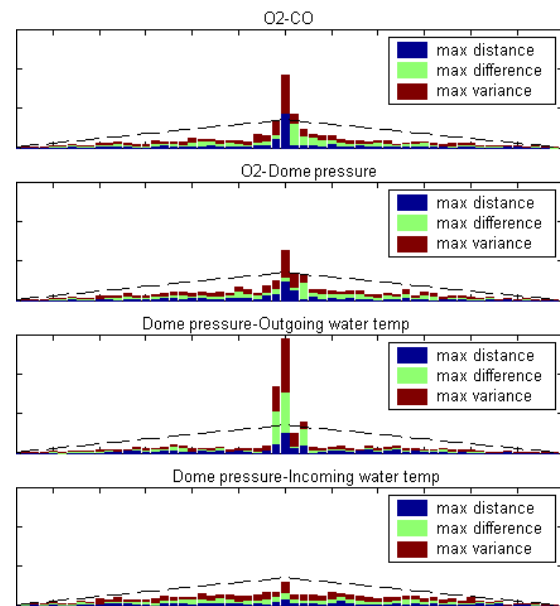 O2-CO
max distance
max difference
max variance
O2-Dome pressure
max distance
max difference
max variance
Dome pressure-Outgoing water temp
max distance
max difference
max variance
Dome pressure-Incoming water temp
max distance
max difference
max variance